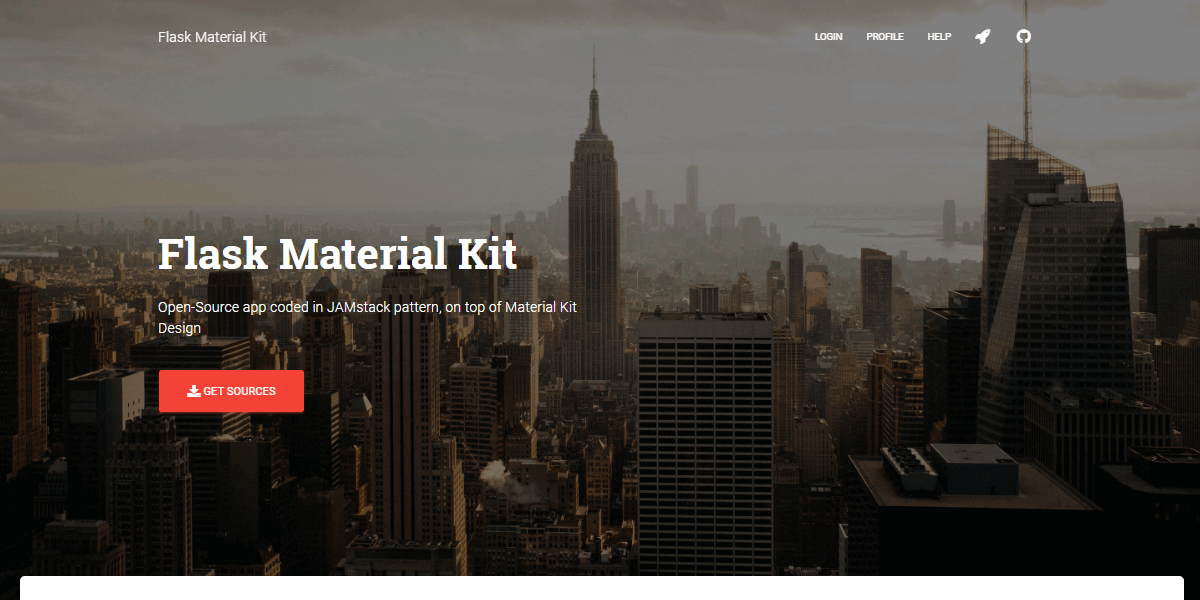 Flask Material Kit
LOGIN
PROFILE
HELP
Flask Material Kit
Open-Source app coded in JAMstack pattern, on top of Material Kit
Design
GET SOURCES